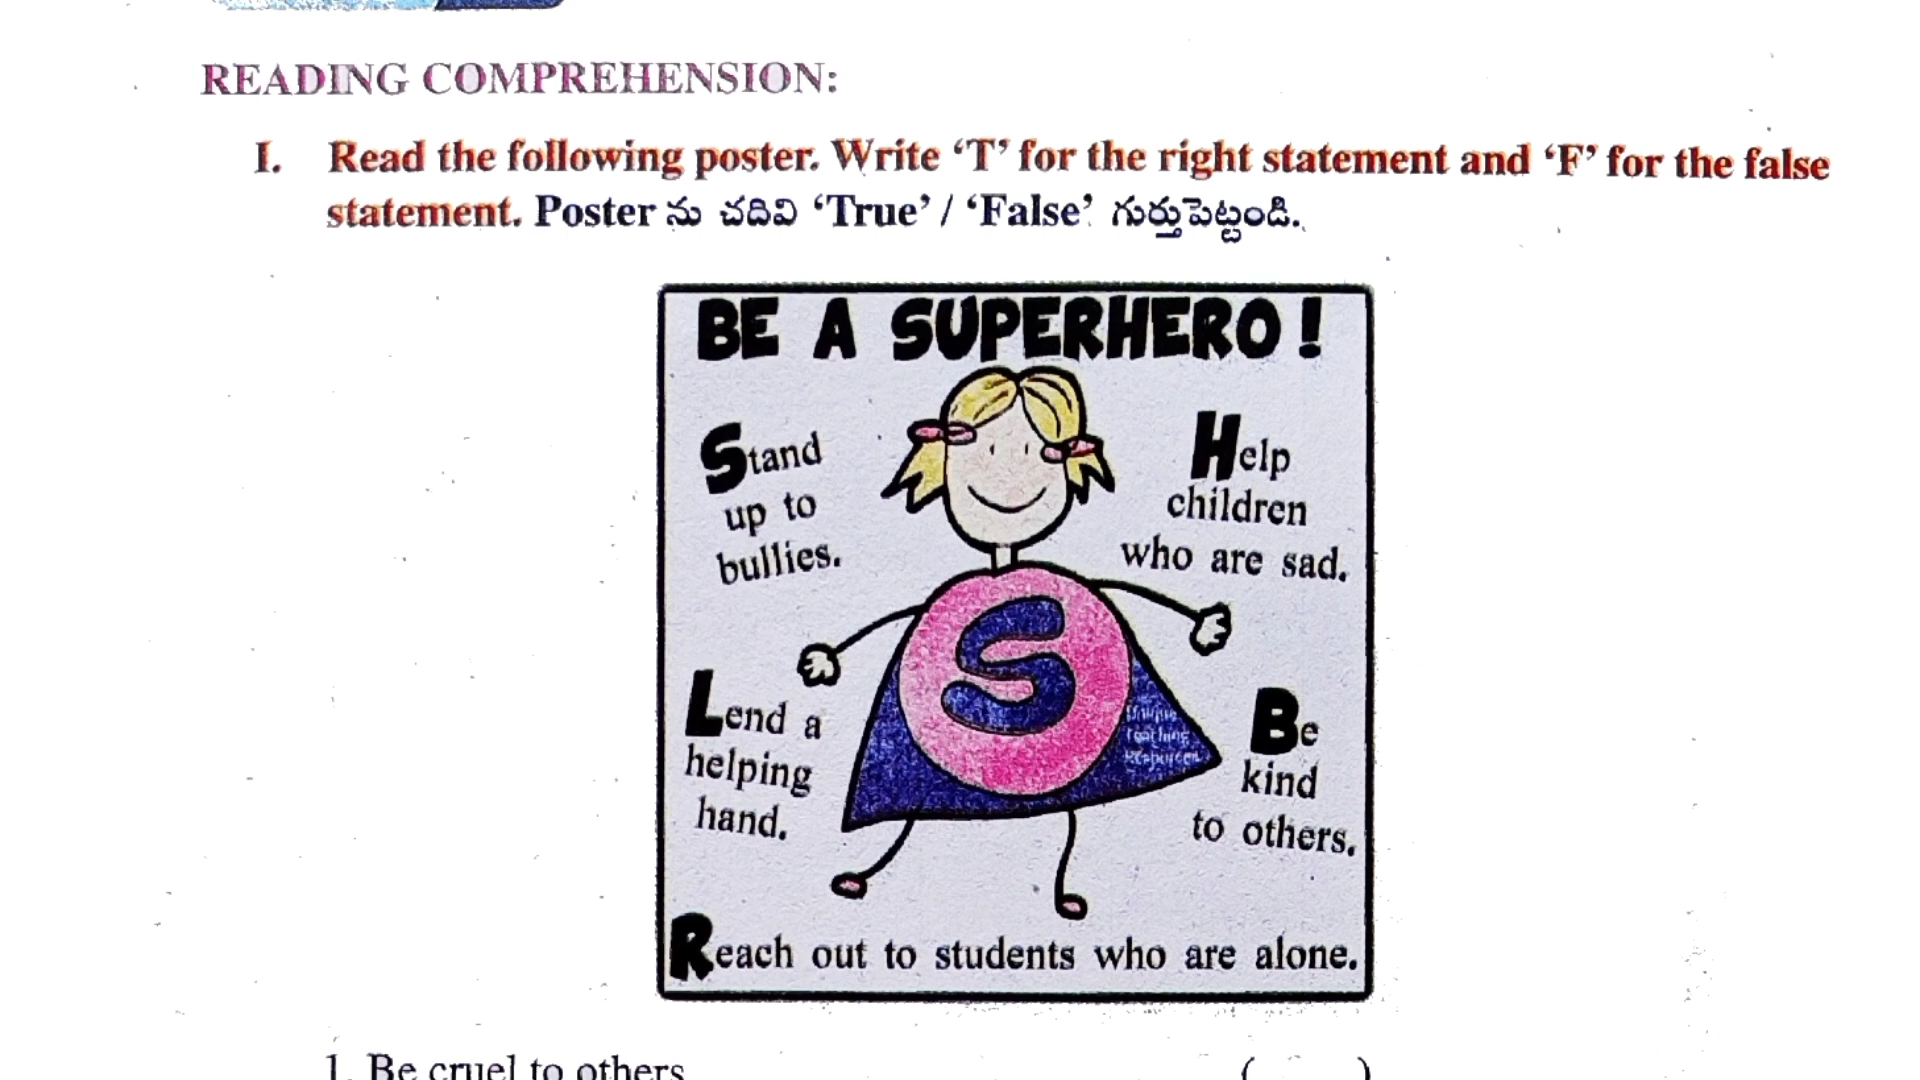 READING COMPREHENSION:
I. Read the following poster. Write ‘T’ for the right statement and ‘F’ for the false
statement. Poster ను చదివి ‘True’ / ‘False’ గుర్తుపెట్టండి.
BE A SUPERHERO!
Stand
up to
bullies.
Help
children
who are sad.
S
Lend a
helping
hand.
Be
kind
to others.
Teaching
Resources
Reach out to students who are alone.
1. Be cruel to others ( )